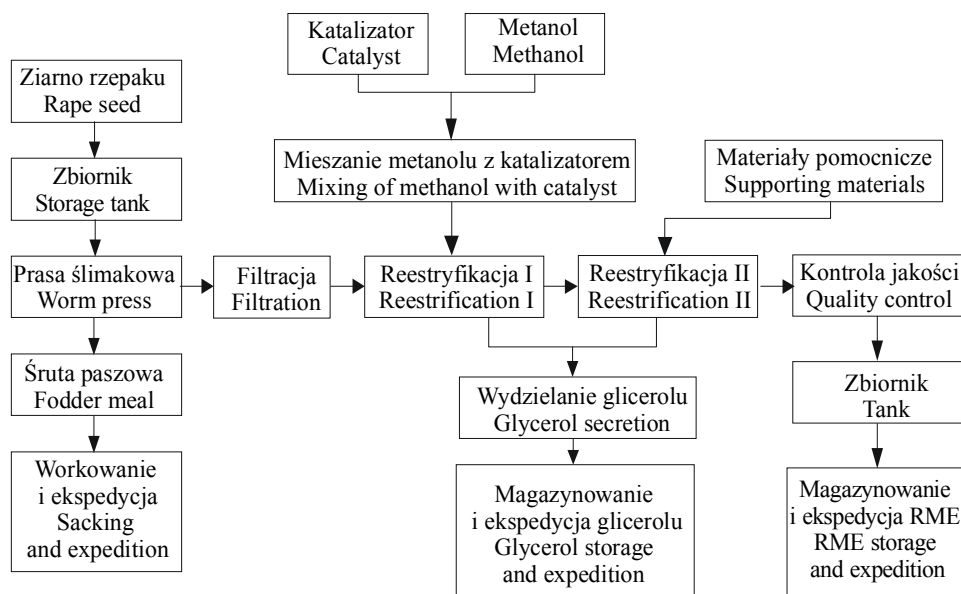 Katalizator
Catalyst
Metanol
Methanol
Ziarno rzepaku
Rape seed
Zbiornik
Storage tank
Mieszanie metanolu z katalizatorem
Mixing of methanol with catalyst
Materiały pomocnicze
Supporting materials
Prasa ślimakowa
Worm press
Filtracja
Filtration
Reestryfikacja I
Reestrification I
Reestryfikacja II
Reestrification II
Kontrola jakości
Quality control
Śruta paszowa
Fodder meal
Wydzielanie glicerolu
Glycerol secretion
Zbiornik
Tank
Workowanie
i ekspedycja
Sacking
and expedition
Magazynowanie
i ekspedycja glicerolu
Glycerol storage
and expedition
Magazynowanie
i ekspedycja RME
RME storage
and expedition